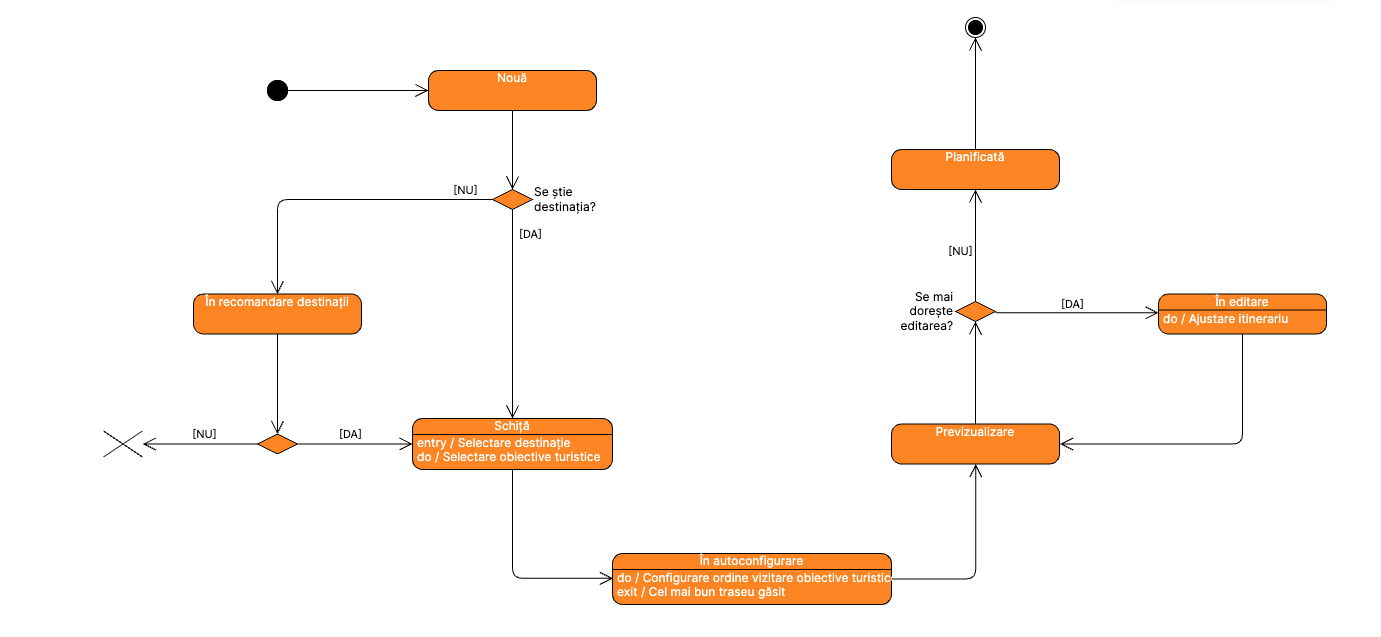 Nouă
[NU]
Se știe
destinația?
[DA]
În recomandare destinații
[NU]
[DA]
Schiță
entry / Selectare destinație
do / Selectare obiective turistice
În autoconfigurare
do / Configurare ordine vizitare obiective turistic
exit / Cel mai bun traseu găsit
Previzualizare
Se mai
dorește
editarea?
[DA]
În editare
do / Ajustare itinerariu
[NU]
Planificată